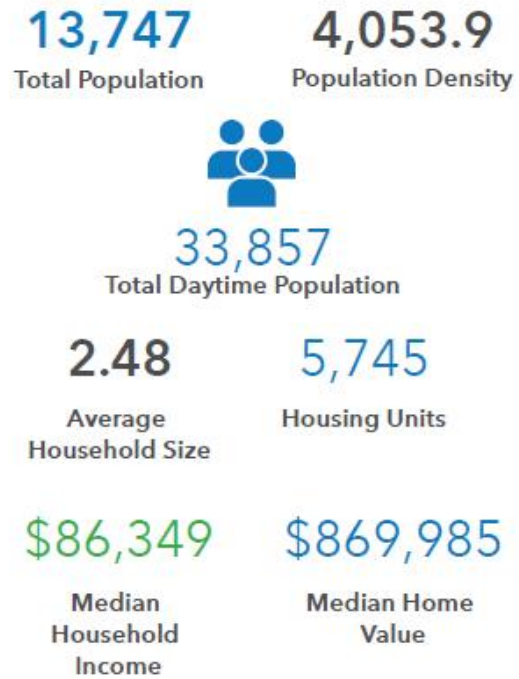 13,747
Total Population
4,053.9
Population Density
33,857
Total Daytime Population
2.48
Average
Household Size
5,745
Housing Units
$86,349
Median
Household
Income
$869,985
Median Home
Value